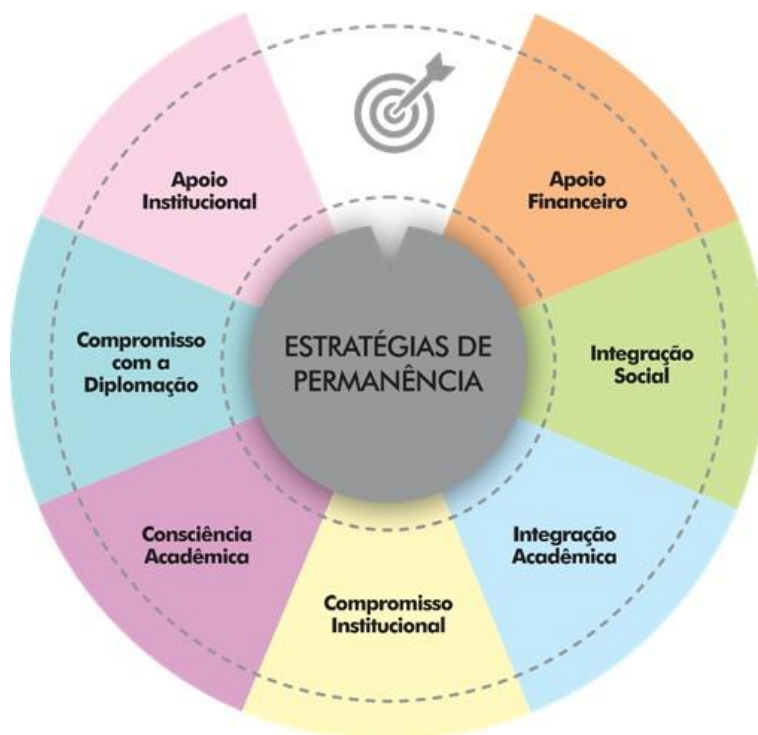 Apoio
Institucional
Apoio
Financeiro
Compromisso
com a
Diplomação
ESTRATÉGIAS DE
PERMANÊNCIA
Integração
Social
Consciência
Acadêmica
Integração
Acadêmica
Compromisso
Institucional